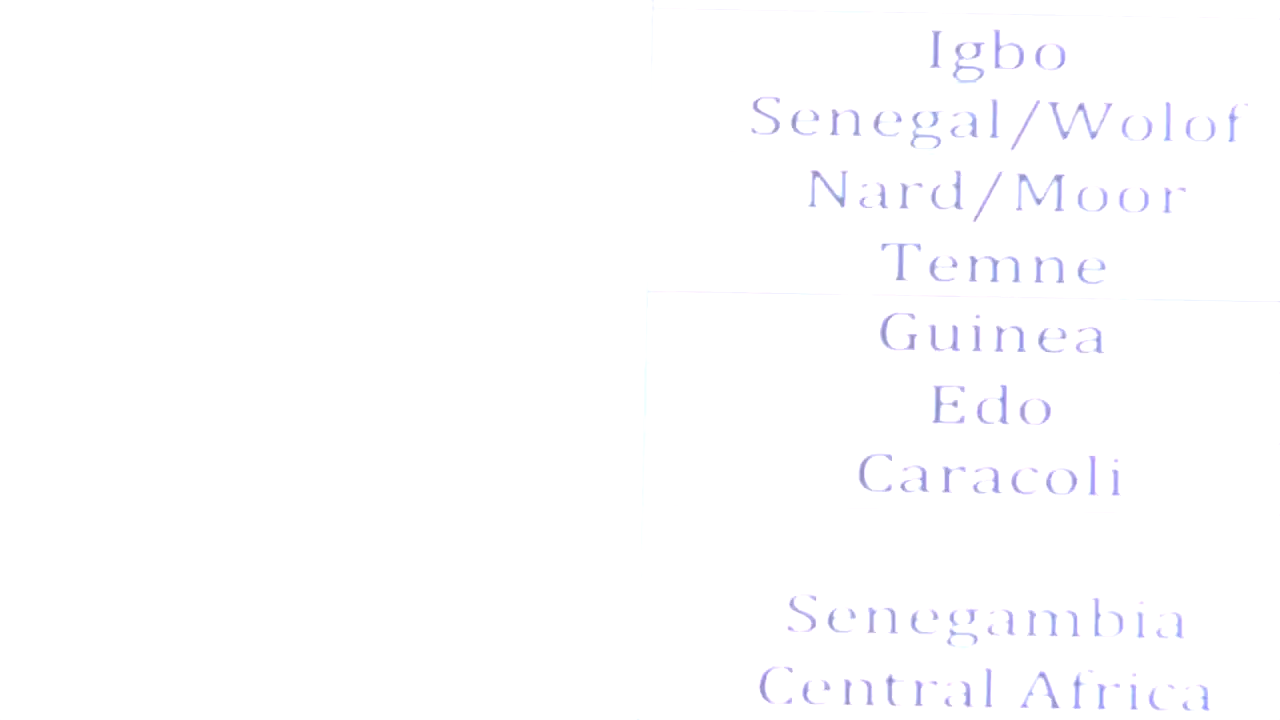 Igbo
Senegal/Wolof
Nard/Moor
Temne
Guinea
Edo
Caracoli
Senegambia
Central Africa